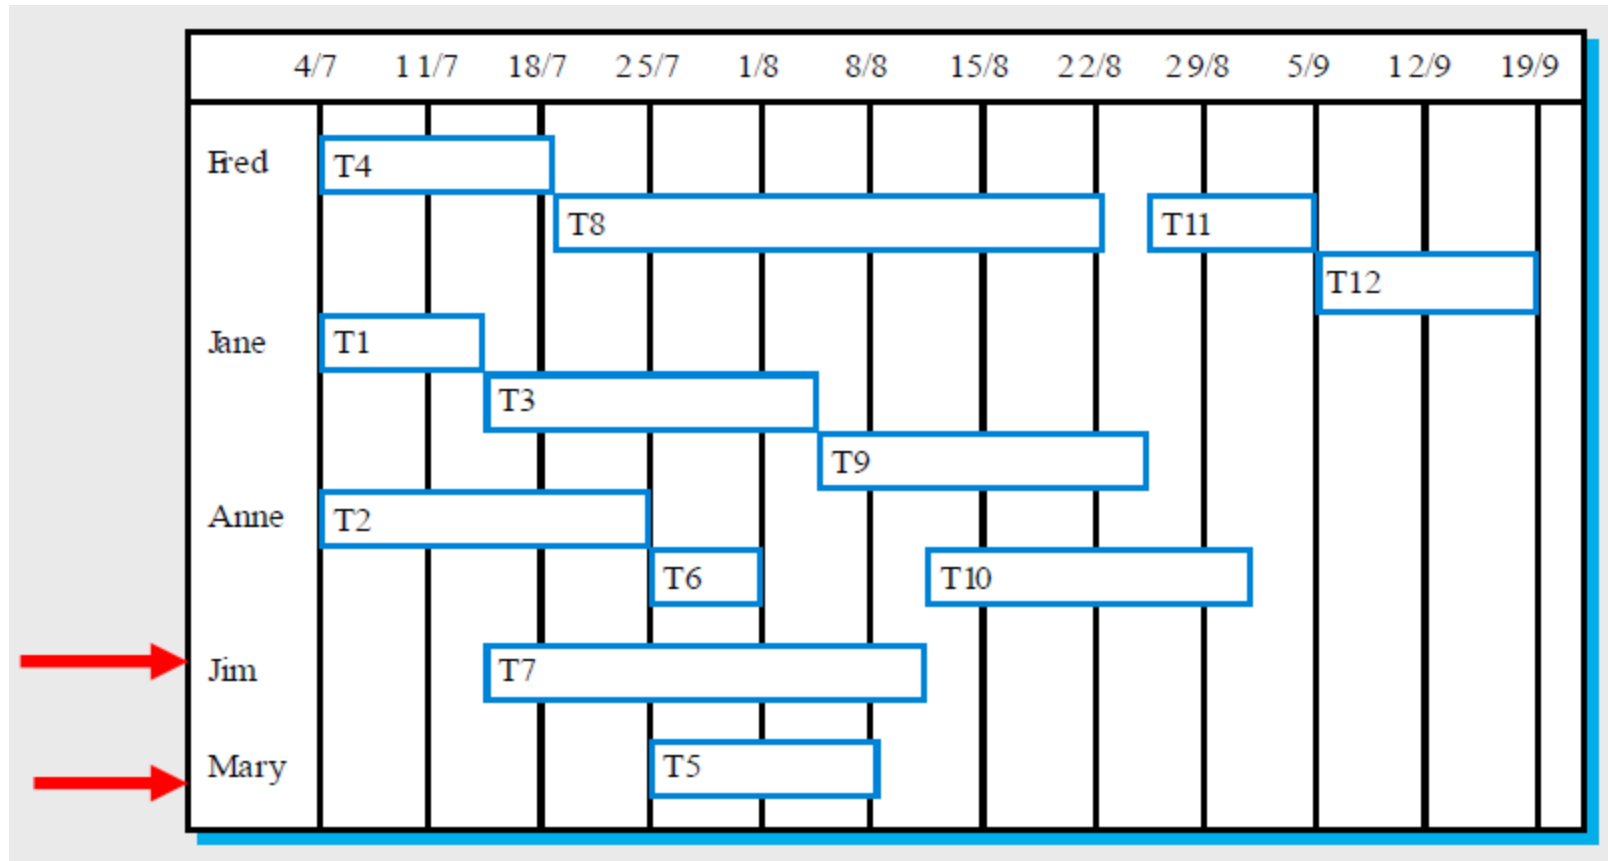 4/7 11/7 18/7 25/7 1/8 8/8 15/8 22/8 29/8 5/9 12/9 19/9
Fred T4
T8 T11
T12
Jane T1
T3
T9
Anne T2
T6 T10
Jim T7
Mary T5